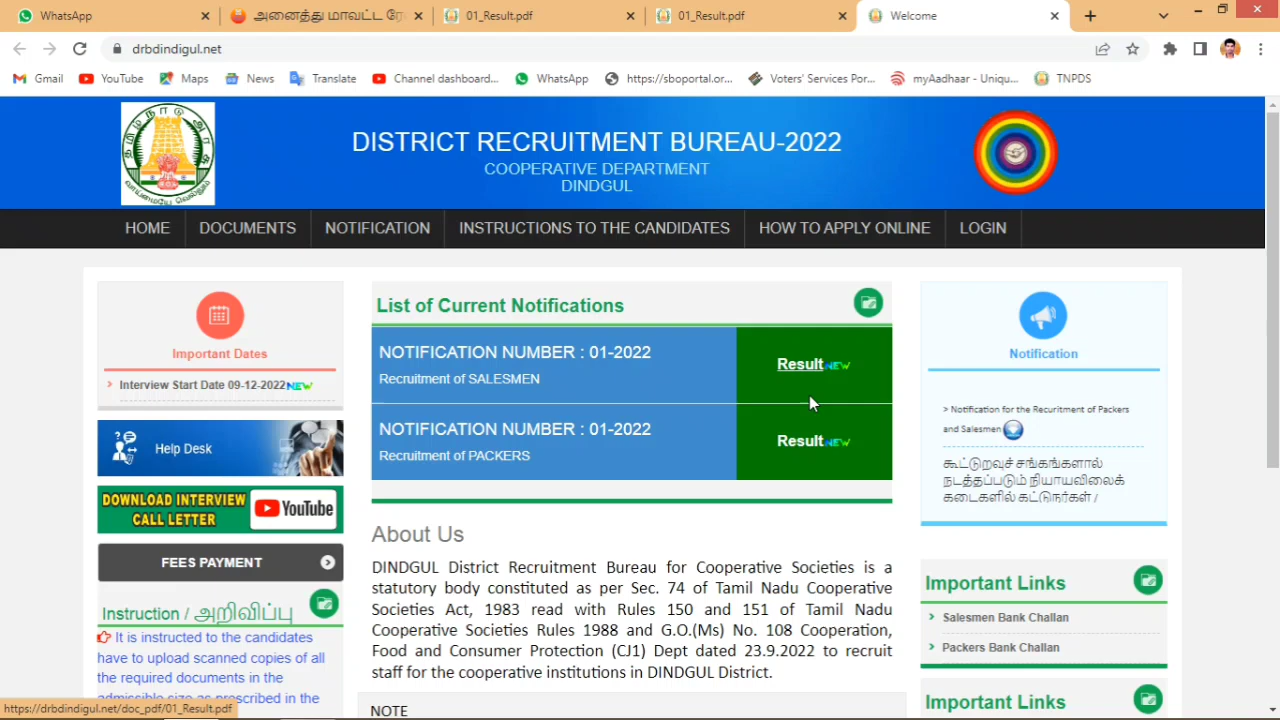 WhatsApp
அனைத்து மாவட்ட ரே
01_Result.pdf
01_Result.pdf
Welcome
drbdindigul.net
Gmail
YouTube
Maps
News
Translate
Channel dashboard...
WhatsApp
https://sboportal.or...
Voters' Services Por...
myAadhaar - Uniqu...
TNPDS
DISTRICT RECRUITMENT BUREAU-2022
COOPERATIVE DEPARTMENT
DINDGUL
HOME
DOCUMENTS
NOTIFICATION
INSTRUCTIONS TO THE CANDIDATES
HOW TO APPLY ONLINE
LOGIN
Important Dates
Interview Start Date 09-12-2022 NEW
Help Desk
DOWNLOAD INTERVIEW
CALL LETTER
YouTube
FEES PAYMENT
Instruction / அறிவிப்பு
It is instructed to the candidates
have to upload scanned copies of all
the required documents in the
admissible size as prescribed in the
List of Current Notifications
NOTIFICATION NUMBER : 01-2022
Recruitment of SALESMEN
Result NEW
NOTIFICATION NUMBER : 01-2022
Recruitment of PACKERS
Result NEW
About Us
DINDGUL District Recruitment Bureau for Cooperative Societies is a
statutory body constituted as per Sec. 74 of Tamil Nadu Cooperative
Societies Act, 1983 read with Rules 150 and 151 of Tamil Nadu
Cooperative Societies Rules 1988 and G.O.(Ms) No. 108 Cooperation,
Food and Consumer Protection (CJ1) Dept dated 23.9.2022 to recruit
staff for the cooperative institutions in DINDGUL District.
NOTE
Notification
> Notification for the Recuritment of Packers
and Salesmen
கூட்டுறவுச் சங்கங்களால்
நடத்தப்படும் நியாயவிலைக்
கடைகளில் கட்டுநர்கள் /
Important Links
Salesmen Bank Challan
Packers Bank Challan
Important Links
https://drbdindigul.net/doc_pdf/01_Result.pdf